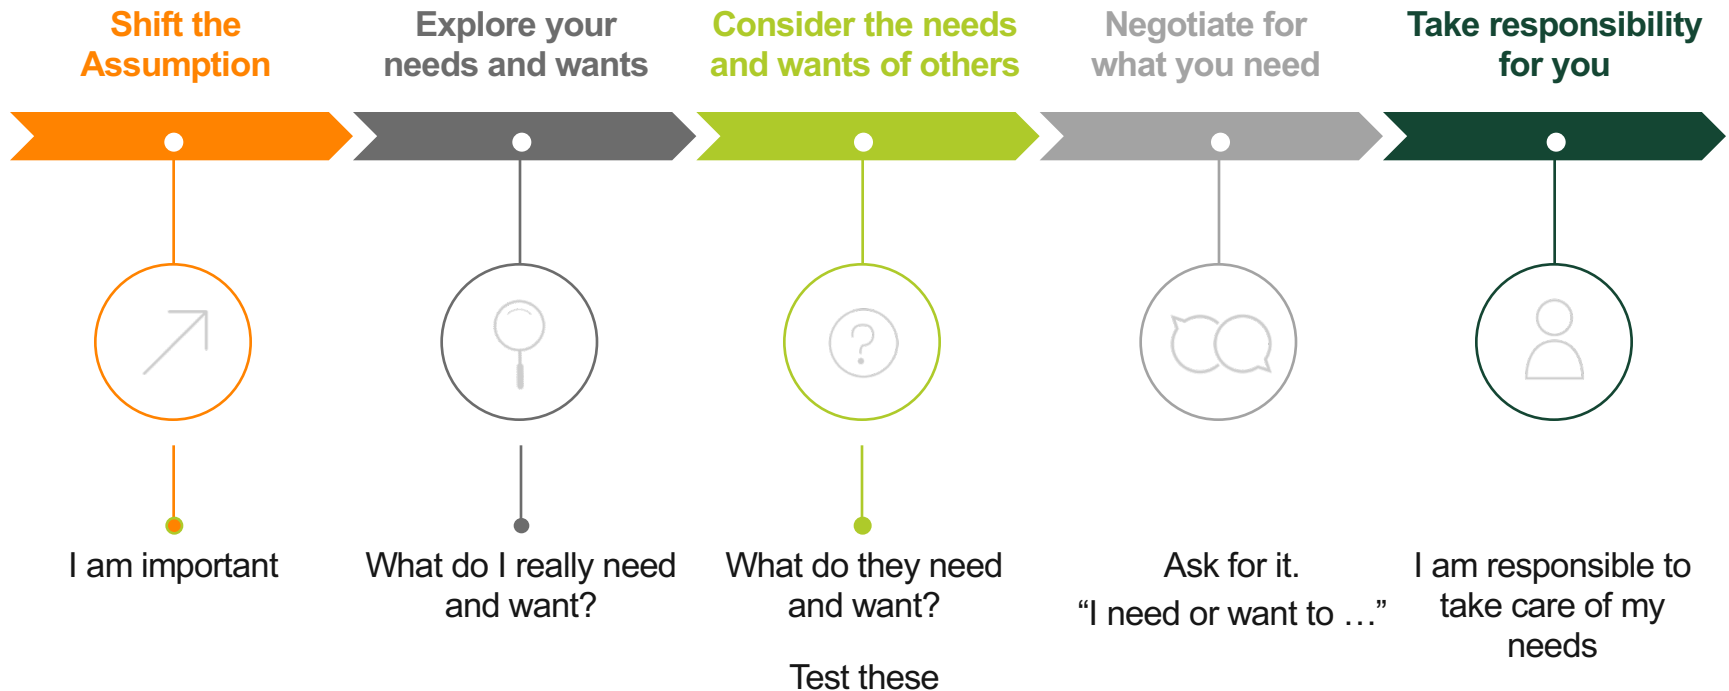 Shift the
Assumption
Explore your
needs and wants
Consider the needs
and wants of others
Negotiate for
what you need
Take responsibility
for you
?
I am important
What do I really need
and want?
What do they need
and want?
Test these
Ask for it.
“I need or want to …”
I am responsible to
take care of my
needs